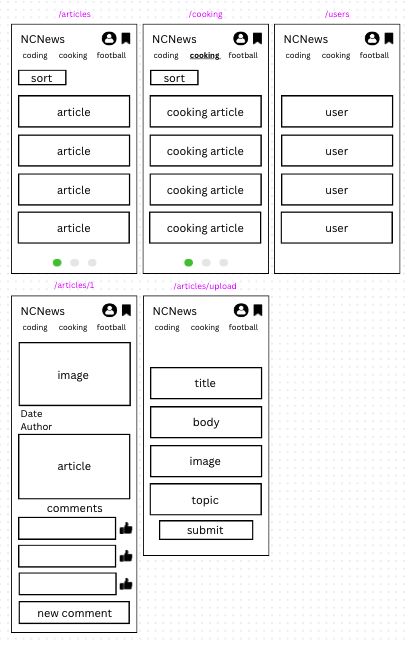 /articles
NCNews
coding cooking football
sort
article
article
article
article
/cooking
NCNews
coding cooking football
sort
cooking article
cooking article
cooking article
cooking article
/users
NCNews
coding cooking football
user
user
user
user
/articles/1
NCNews
coding cooking football
image
Date
Author
article
comments
new comment
/articles/upload
NCNews
coding cooking football
title
body
image
topic
submit